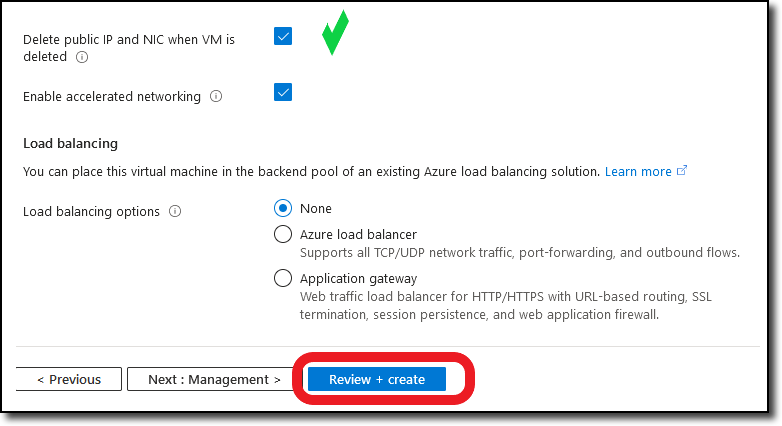 Delete public IP and NIC when VM is
deleted
Enable accelerated networking
Load balancing
You can place this virtual machine in the backend pool of an existing Azure load balancing solution. Learn more
Load balancing options
None
Azure load balancer
Supports all TCP/UDP network traffic, port-forwarding, and outbound flows.
Application gateway
Web traffic load balancer for HTTP/HTTPS with URL-based routing, SSL
termination, session persistence, and web application firewall.
< Previous Next : Management > Review + create